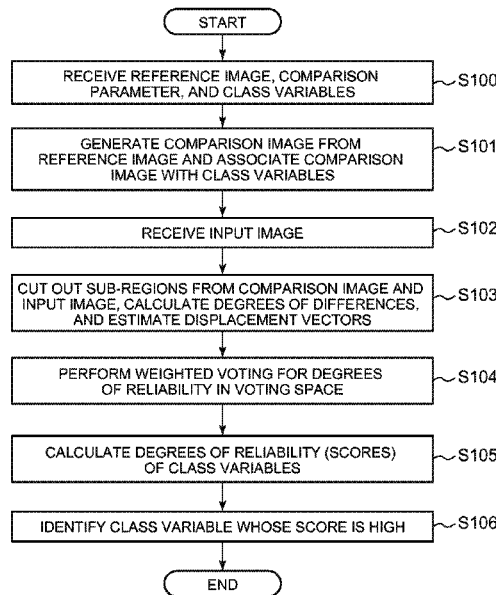 START
RECEIVE REFERENCE IMAGE, COMPARISON
PARAMETER, AND CLASS VARIABLES
S100
GENERATE COMPARISON IMAGE FROM
REFERENCE IMAGE AND ASSOCIATE COMPARISON
IMAGE WITH CLASS VARIABLES
S101
RECEIVE INPUT IMAGE
S102
CUT OUT SUB-REGIONS FROM COMPARISON IMAGE AND
INPUT IMAGE, CALCULATE DEGREES OF DIFFERENCES,
AND ESTIMATE DISPLACEMENT VECTORS
S103
PERFORM WEIGHTED VOTING FOR DEGREES
OF RELIABILITY IN VOTING SPACE
S104
CALCULATE DEGREES OF RELIABILITY (SCORES)
OF CLASS VARIABLES
S105
IDENTIFY CLASS VARIABLE WHOSE SCORE IS HIGH
S106
END